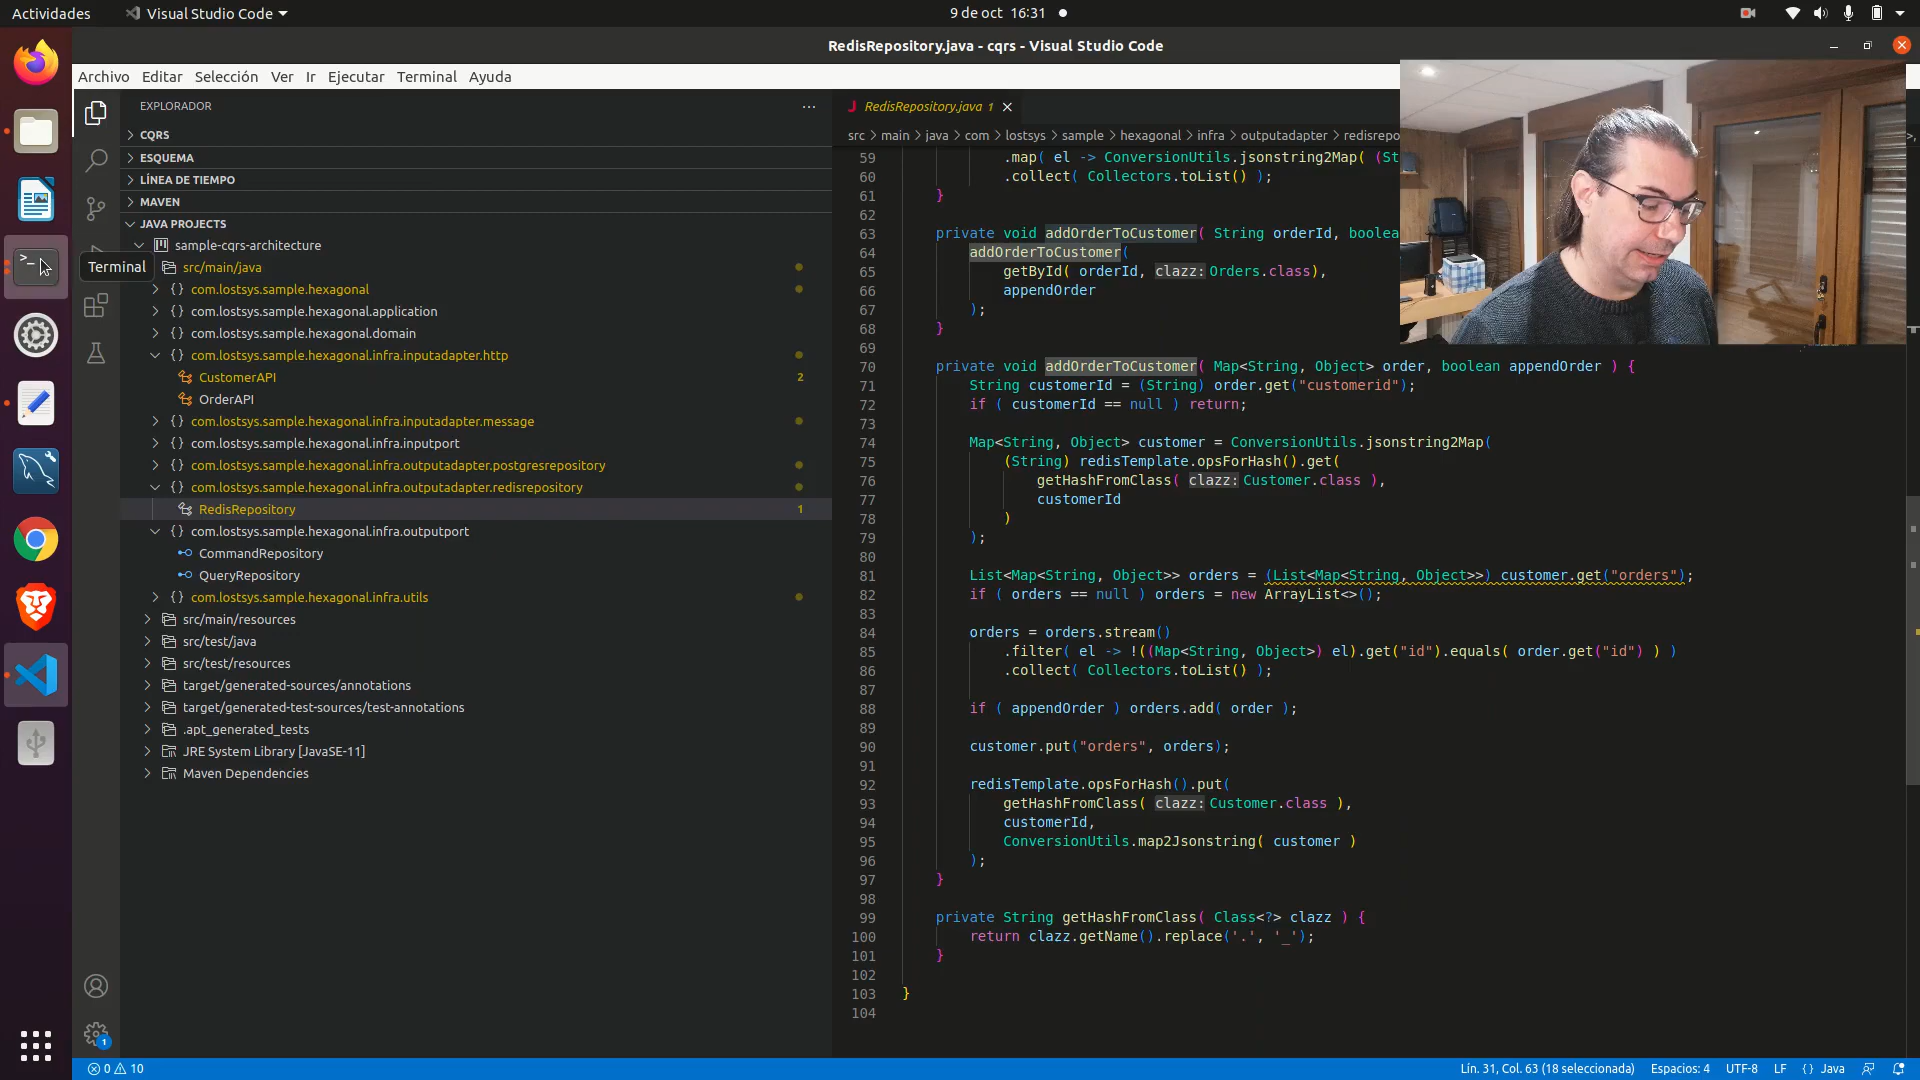 Actividades
Visual Studio Code
9 de oct 16:31
RedisRepository.java - cqrs - Visual Studio Code
Archivo Editar Selección Ver Ir Ejecutar Terminal Ayuda
EXPLORADOR
CQRS
ESQUEMA
LÍNEA DE TIEMPO
MAVEN
JAVA PROJECTS
sample-cqrs-architecture
Terminal
src/main/java
com.lostsys.sample.hexagonal
com.lostsys.sample.hexagonal.application
com.lostsys.sample.hexagonal.domain
com.lostsys.sample.hexagonal.infra.inputadapter.http
CustomerAPI 2
OrderAPI
com.lostsys.sample.hexagonal.infra.inputadapter.message
com.lostsys.sample.hexagonal.infra.inputport
com.lostsys.sample.hexagonal.infra.outputadapter.postgresrepository
com.lostsys.sample.hexagonal.infra.outputadapter.redisrepository
RedisRepository 1
com.lostsys.sample.hexagonal.infra.outputport
CommandRepository
QueryRepository
com.lostsys.sample.hexagonal.infra.utils
src/main/resources
src/test/java
src/test/resources
target/generated-sources/annotations
target/generated-test-sources/test-annotations
.apt_generated_tests
JRE System Library [JavaSE-11]
Maven Dependencies
1
J RedisRepository.java 1
src > main > java > com > lostsys > sample > hexagonal > infra > outputadapter > redisrepo
59 .map( el -> ConversionUtils.jsonstring2Map( (St
60 .collect( Collectors.toList() );
61 }
62
63 private void addOrderToCustomer( String orderId, boolea
64 addOrderToCustomer(
65 getById( orderId, clazz:Orders.class),
66 appendOrder
67 );
68 }
69
70 private void addOrderToCustomer( Map<String, Object> order, boolean appendOrder ) {
71 String customerId = (String) order.get("customerid");
72 if ( customerId == null ) return;
73
74 Map<String, Object> customer = ConversionUtils.jsonstring2Map(
75 (String) redisTemplate.opsForHash().get(
76 getHashFromClass( clazz:Customer.class ),
77 customerId
78 )
79 );
80
81 List<Map<String, Object>> orders = (List<Map<String, Object>>) customer.get("orders");
82 if ( orders == null ) orders = new ArrayList<>();
83
84 orders = orders.stream()
85 .filter( el -> !((Map<String, Object>) el).get("id").equals( order.get("id") ) )
86 .collect( Collectors.toList() );
87
88 if ( appendOrder ) orders.add( order );
89
90 customer.put("orders", orders);
91
92 redisTemplate.opsForHash().put(
93 getHashFromClass( clazz:Customer.class ),
94 customerId,
95 ConversionUtils.map2Jsonstring( customer )
96 );
97 }
98
99 private String getHashFromClass( Class<?> clazz ) {
100 return clazz.getName().replace('.', '_');
101 }
102
103 }
104
0 10
Lín. 31, Col. 63 (18 seleccionada) Espacios: 4 UTF-8 LF {} Java